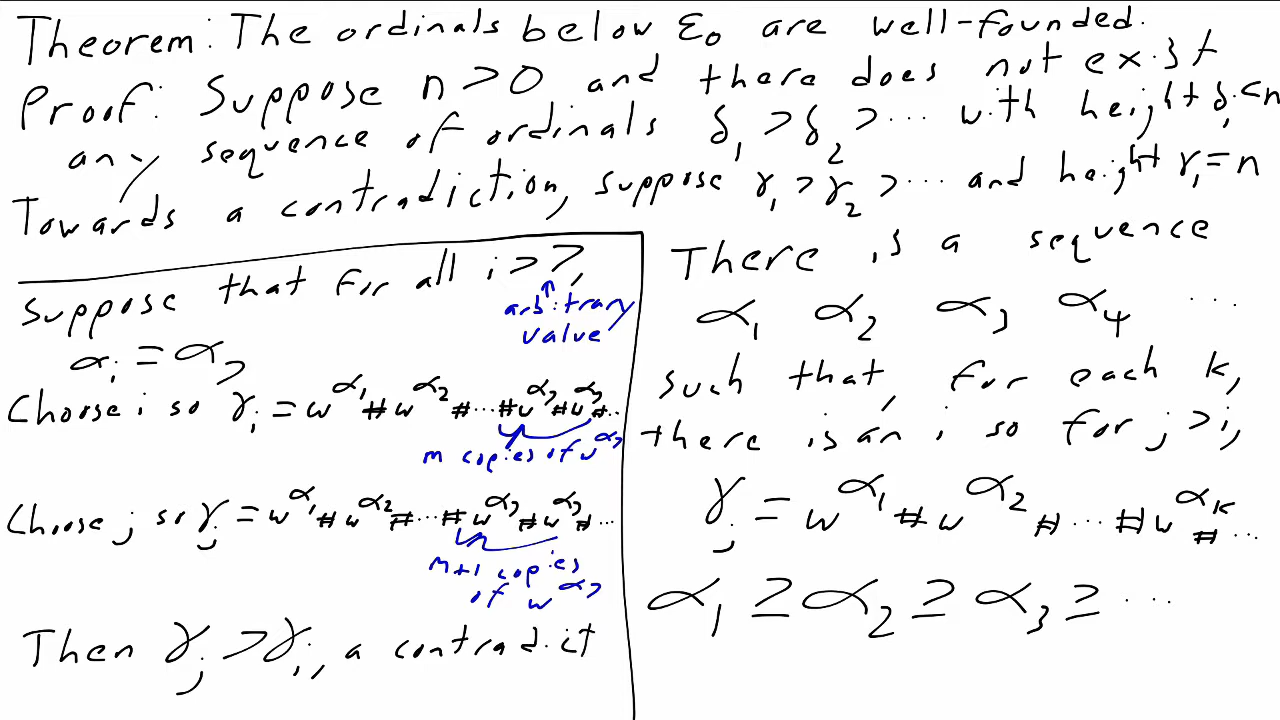 Theorem: The ordinals below ε₀ are well-founded.
Proof: Suppose n > 0 and there does not exist
any sequence of ordinals δ₁ > δ₂ > ... with height δᵢ < n
Towards a contradiction, suppose γ₁ > γ₂ > ... and height γ₁ = n
Suppose that for all i > 7,
arbitrary
value
αᵢ = α₇
Choose i so γᵢ = w^α₁ # w^α₂ # ... # w^α₇ # w^α₇ # ...
m copies of w^α₇
Choose j so γⱼ = w^α₁ # w^α₂ # ... # w^α₇ # w^α₇ # ...
m+1 copies
of w^α₇
Then γⱼ > γᵢ, a contradict
There is a sequence
α₁ α₂ α₃ α₄ ...
such that, for each k,
there is an i so for j > i,
γⱼ = w^α₁ # w^α₂ # ... # w^αₖ # ...
α₁ ≥ α₂ ≥ α₃ ≥ ...